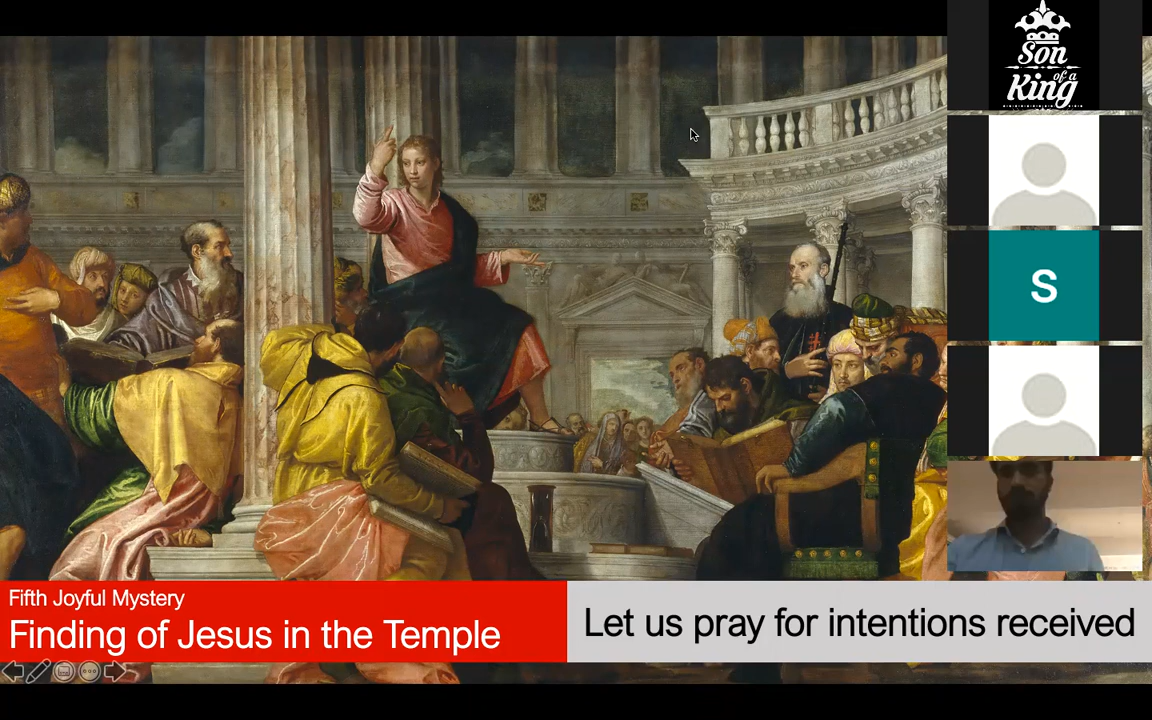 Son
of a
King
S
Fifth Joyful Mystery
Finding of Jesus in the Temple
Let us pray for intentions received